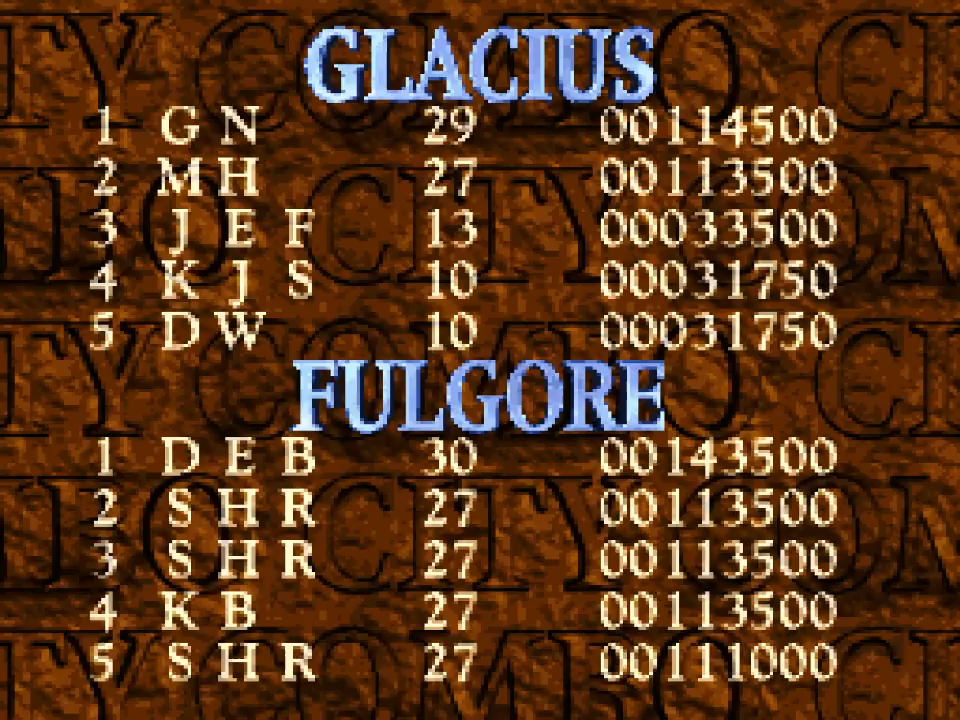 GLACIUS
1 G N 29 00114500
2 M H 27 00113500
3 J E F 13 00033500
4 K J S 10 00031750
5 D W 10 00031750
FULGORE
1 D E B 30 00143500
2 S H R 27 00113500
3 S H R 27 00113500
4 K B 27 00113500
5 S H R 27 00111000